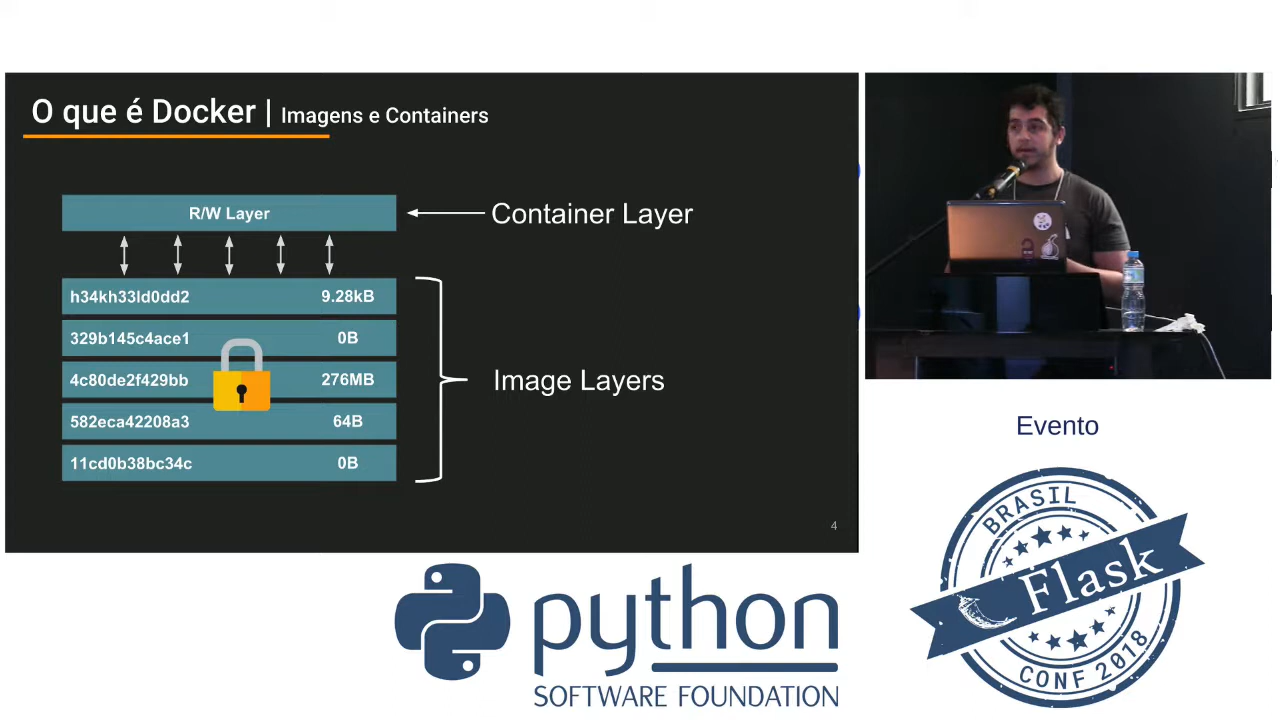 O que é Docker | Imagens e Containers
R/W Layer
Container Layer
h34kh33ld0dd2 9.28kB
329b145c4ace1 0B
4c80de2f429bb 276MB
582eca42208a3 64B
11cd0b38bc34c 0B
Image Layers
4
Evento
BRASIL
Flask
CONF 2018
python
SOFTWARE FOUNDATION